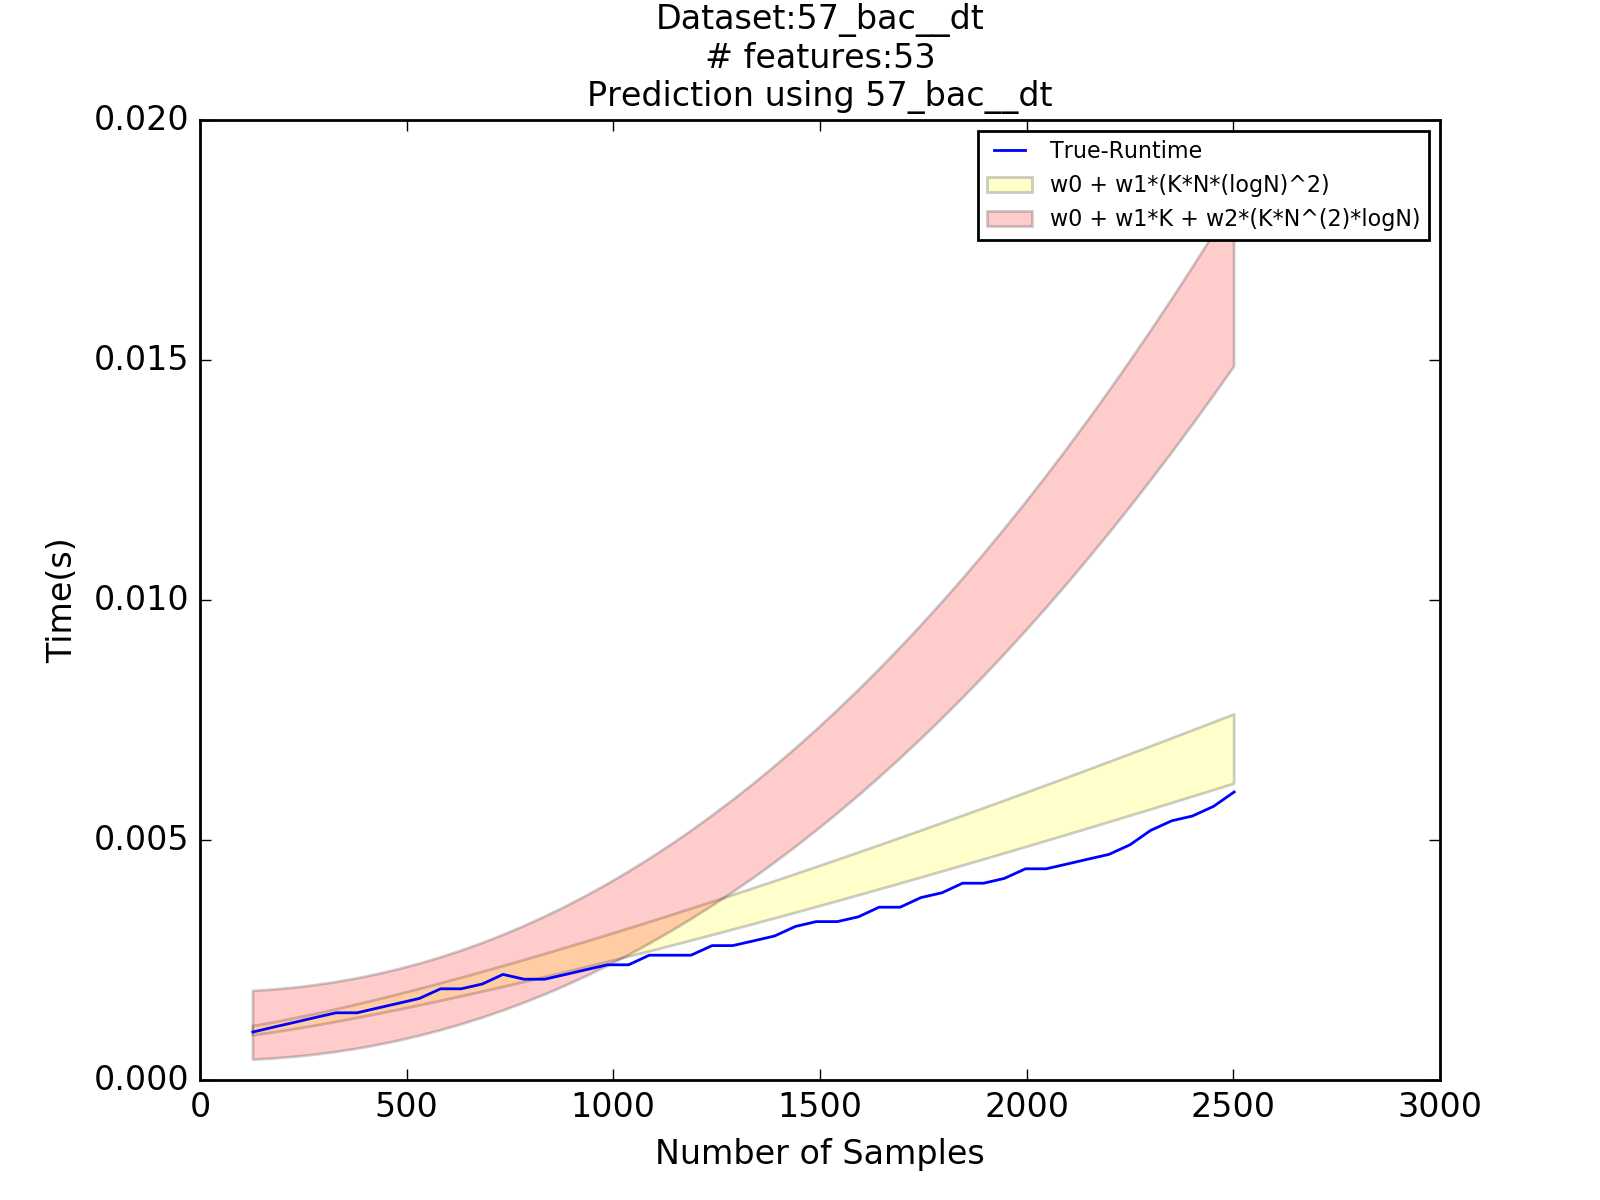 Dataset:57_bac__dt
# features:53
Prediction using 57_bac__dt
0.020
0.015
0.010
0.005
0.000
Time(s)
True-Runtime
w0 + w1*(K*N*(logN)^2)
w0 + w1*K + w2*(K*N^(2)*logN)
0 500 1000 1500 2000 2500 3000
Number of Samples